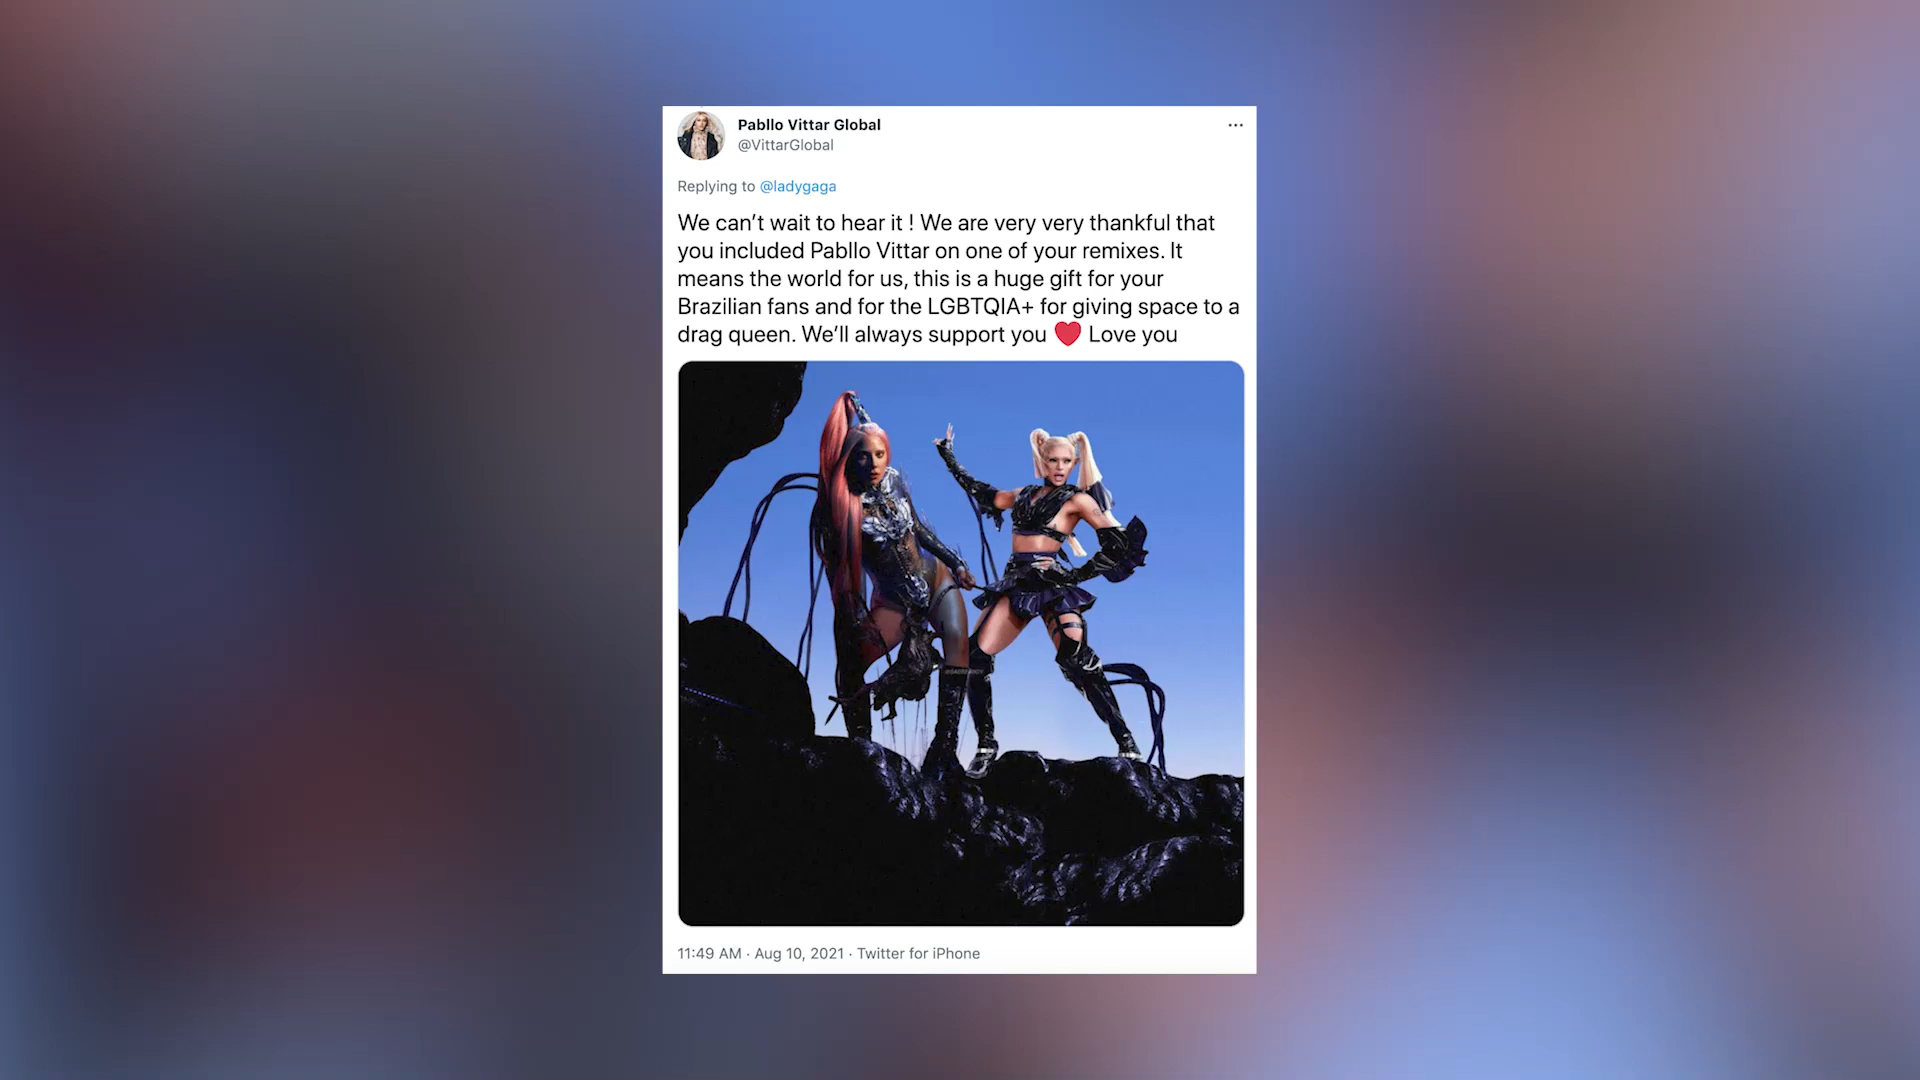 Pabllo Vittar Global
@VittarGlobal
Replying to @ladygaga
We can’t wait to hear it ! We are very very thankful that
you included Pabllo Vittar on one of your remixes. It
means the world for us, this is a huge gift for your
Brazilian fans and for the LGBTQIA+ for giving space to a
drag queen. We’ll always support you ❤️ Love you
11:49 AM · Aug 10, 2021 · Twitter for iPhone